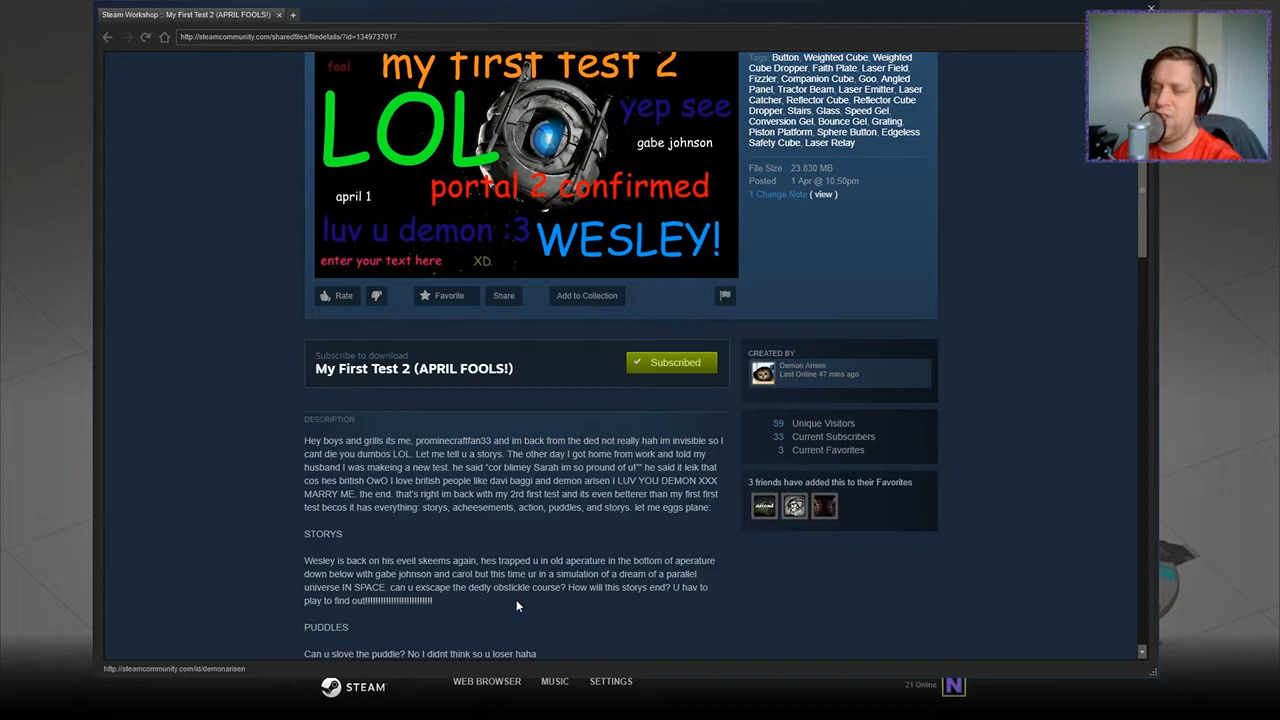 Steam Workshop :: My First Test 2 (APRIL FOOLS!)
http://steamcommunity.com/sharedfiles/filedetails/?id=1349737017
fool
my first test 2
LOL
yep see
gabe johnson
april 1
portal 2 confirmed
luv u demon :3
WESLEY!
enter your text here
XD
Tags: Button, Weighted Cube, Weighted
Cube Dropper, Faith Plate, Laser Field,
Fizzler, Companion Cube, Goo, Angled
Panel, Tractor Beam, Laser Emitter, Laser
Catcher, Reflector Cube, Reflector Cube
Dropper, Stairs, Glass, Speed Gel,
Conversion Gel, Bounce Gel, Grating,
Piston Platform, Sphere Button, Edgeless
Safety Cube, Laser Relay
File Size 23.830 MB
Posted 1 Apr @ 10:50pm
1 Change Note ( view )
Rate
Favorite
Share
Add to Collection
Subscribe to download
My First Test 2 (APRIL FOOLS!)
Subscribed
CREATED BY
Demon Arisen
Last Online 47 mins ago
59 Unique Visitors
33 Current Subscribers
3 Current Favorites
3 friends have added this to their Favorites
DESCRIPTION
Hey boys and grills its me, prominecraftfan33 and im back from the ded not really hah im invisible so I
cant die you dumbos LOL. Let me tell u a storys. The other day I got home from work and told my
husband I was makeing a new test. he said "cor blimey Sarah im so pround of u!"" he said it leik that
cos hes british OwO I love british people like davi baggi and demon arisen I LUV YOU DEMON XXX
MARRY ME. the end. that's right im back with my 2rd first test and its even betterer than my first first
test becos it has everything: storys, acheesements, action, puddles, and storys. let me eggs plane:
STORYS
Wesley is back on his eveil skeems again, hes trapped u in old aperature in the bottom of aperature
down below with gabe johnson and carol but this time ur in a simulation of a dream of a parallel
universe IN SPACE. can u exscape the dedly obstickle course? How will this storys end? U hav to
play to find out!!!!!!!!!!!!!!!!!!!!!!!!!!
PUDDLES
Can u slove the puddle? No I didnt think so u loser haha
http://steamcommunity.com/id/demonarisen
STEAM
WEB BROWSER
MUSIC
SETTINGS
21 Online
N